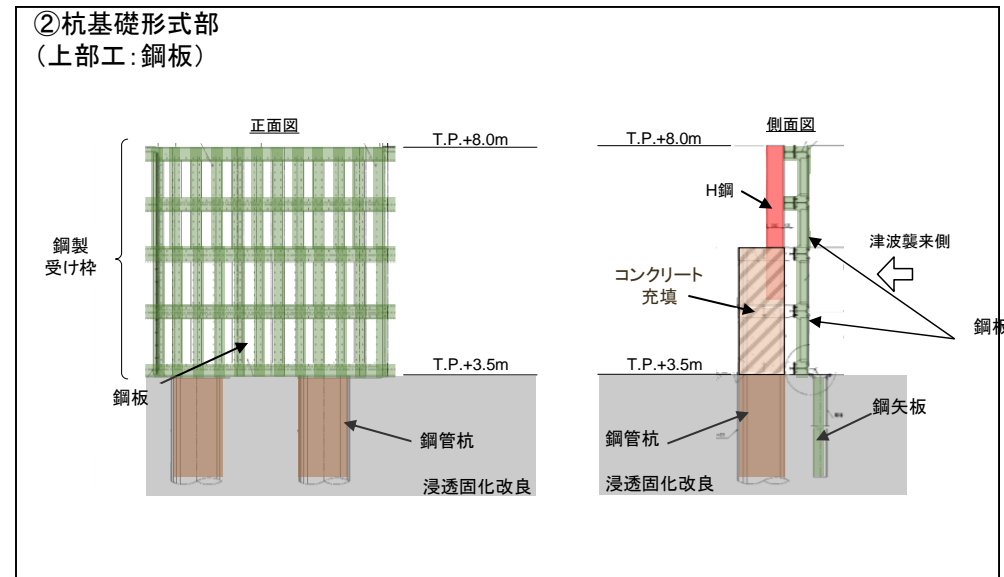 ②杭基礎形式部
(上部工:鋼板)
正面図
T.P.+8.0m
鋼製
受け枠
T.P.+3.5m
鋼板
鋼管杭
浸透固化改良
側面図
T.P.+8.0m
H鋼
津波襲来側
コンクリート
充填
鋼板
T.P.+3.5m
鋼矢板
鋼管杭
浸透固化改良